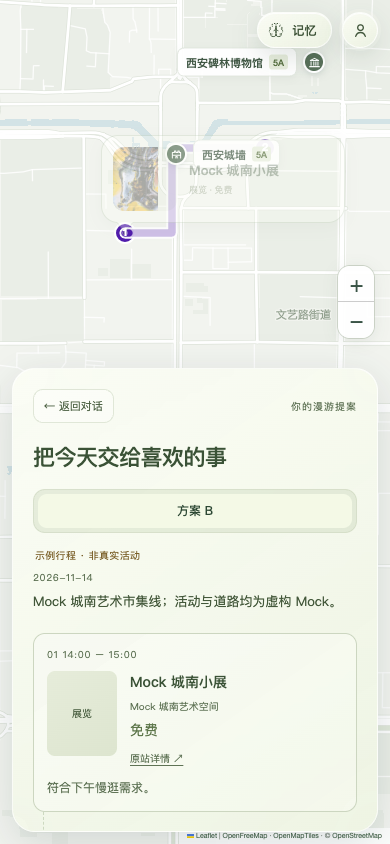 记忆
西安碑林博物馆 5A
西安城墙 5A
Mock 城南小展
展览 · 免费
+
文艺路街道
−
← 返回对话
你的漫游提案
把今天交给喜欢的事
方案 B
示例行程 · 非真实活动
2026-11-14
Mock 城南艺术市集线；活动与道路均为虚构 Mock。
01 14:00 — 15:00
展览
Mock 城南小展
Mock 城南艺术空间
免费
原站详情 ↗
符合下午慢逛需求。
Leaflet | OpenFreeMap · OpenMapTiles · © OpenStreetMap